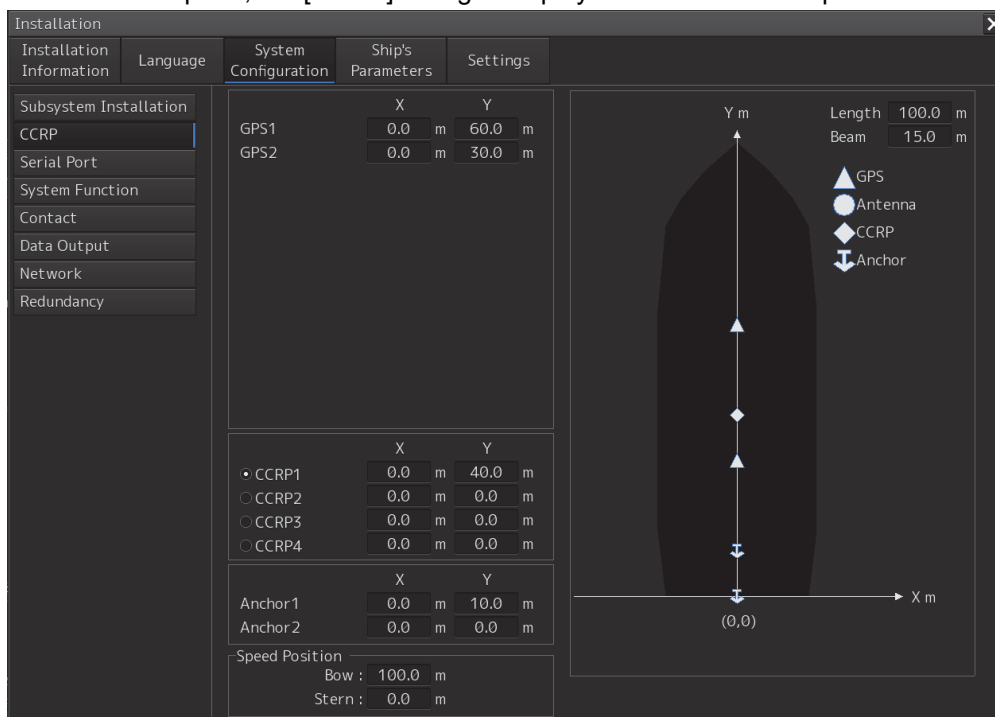 Installation
Installation Information
Language
System Configuration
Ship's Parameters
Settings
Subsystem Installation
CCRP
Serial Port
System Function
Contact
Data Output
Network
Redundancy
X Y
GPS1 0.0 m 60.0 m
GPS2 0.0 m 30.0 m
X Y
CCRP1 0.0 m 40.0 m
CCRP2 0.0 m 0.0 m
CCRP3 0.0 m 0.0 m
CCRP4 0.0 m 0.0 m
X Y
Anchor1 0.0 m 10.0 m
Anchor2 0.0 m 0.0 m
Speed Position
Bow : 100.0 m
Stern : 0.0 m
Y m
Length 100.0 m
Beam 15.0 m
GPS
Antenna
CCRP
Anchor
X m
(0,0)